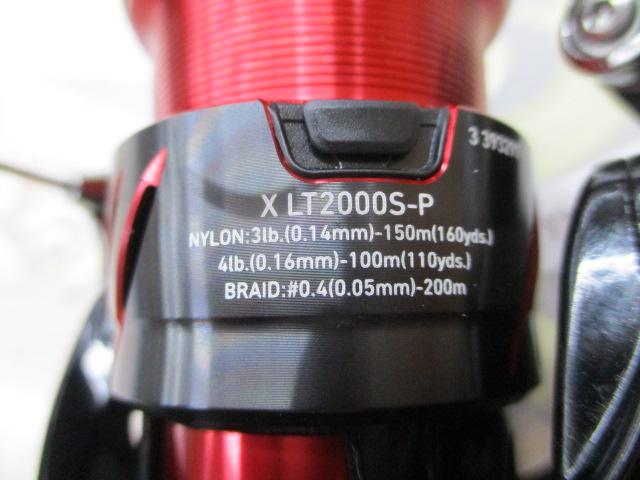 X LT2000S-P
NYLON:3lb.(0.14mm)-150m(160yds.)
4lb.(0.16mm)-100m(110yds.)
BRAID:#0.4(0.05mm)-200m